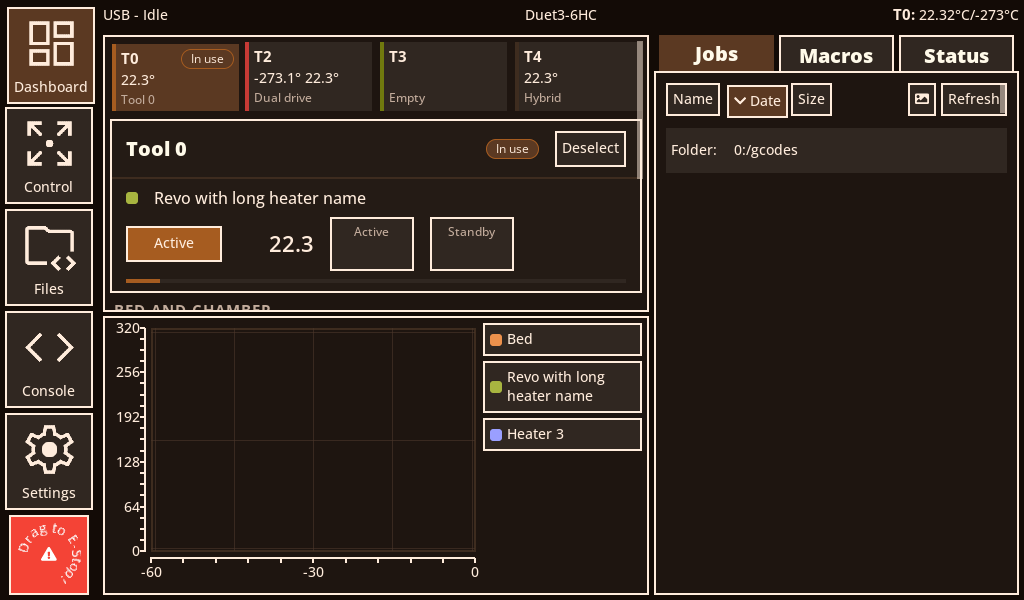 USB - Idle
Duet3-6HC
T0: 22.32°C/-273°C
Dashboard
Control
Files
Console
Settings
Drag to E-Stop!
T0
In use
22.3°
Tool 0
T2
-273.1° 22.3°
Dual drive
T3
Empty
T4
22.3°
Hybrid
Tool 0
In use
Deselect
Revo with long heater name
Active
22.3
Active
Standby
BED AND CHAMBER
320
256
192
128
64
0
-60
-30
0
Bed
Revo with long
heater name
Heater 3
Jobs
Macros
Status
Name
Date
Size
Refresh
Folder: 0:/gcodes